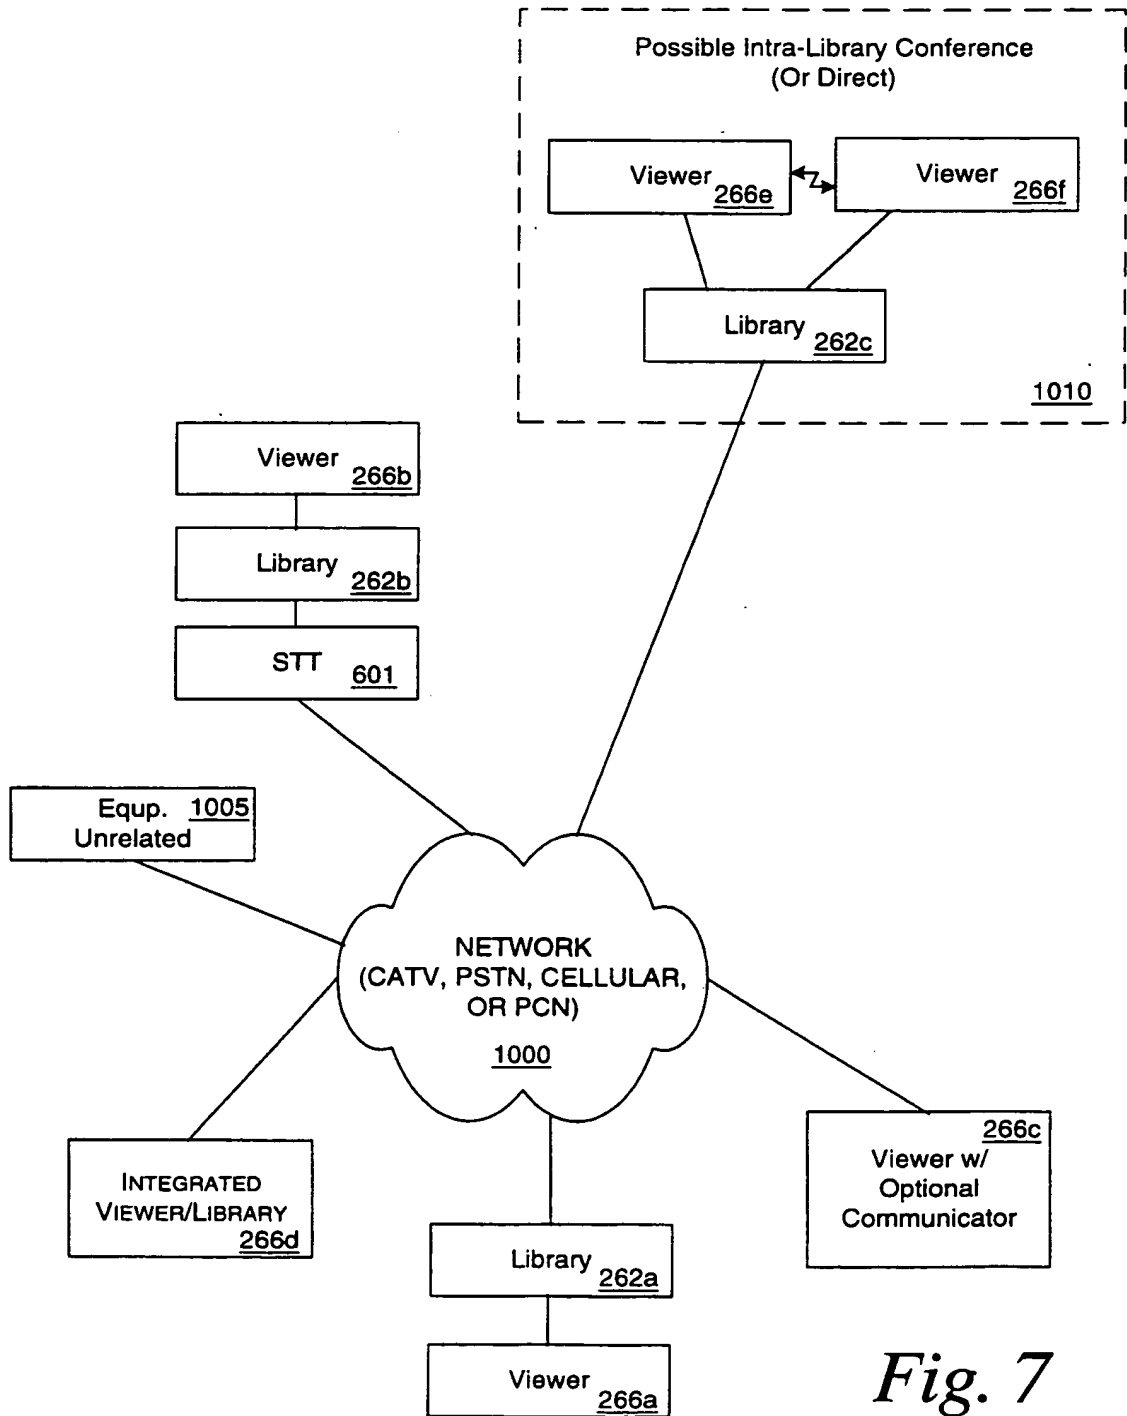 Possible Intra-Library Conference
(Or Direct)
Viewer
266e
Viewer
266f
Library
262c
1010
Viewer
266b
Library
262b
STT
601
Equp. 1005
Unrelated
NETWORK
(CATV, PSTN, CELLULAR,
OR PCN)
1000
INTEGRATED
VIEWER/LIBRARY
266d
266c
Viewer w/
Optional
Communicator
Library
262a
Viewer
266a
Fig. 7